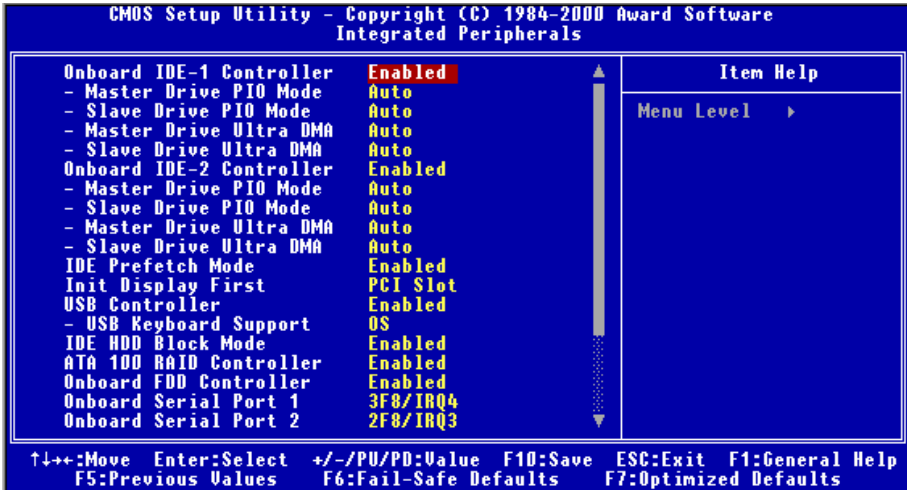 CMOS Setup Utility - Copyright (C) 1984-2000 Award Software
Integrated Peripherals
Onboard IDE-1 Controller Enabled
- Master Drive PIO Mode Auto
- Slave Drive PIO Mode Auto
- Master Drive Ultra DMA Auto
- Slave Drive Ultra DMA Auto
Onboard IDE-2 Controller Enabled
- Master Drive PIO Mode Auto
- Slave Drive PIO Mode Auto
- Master Drive Ultra DMA Auto
- Slave Drive Ultra DMA Auto
IDE Prefetch Mode Enabled
Init Display First PCI Slot
USB Controller Enabled
- USB Keyboard Support OS
IDE HDD Block Mode Enabled
ATA 100 RAID Controller Enabled
Onboard FDD Controller Enabled
Onboard Serial Port 1 3F8/IRQ4
Onboard Serial Port 2 2F8/IRQ3
Item Help
Menu Level ▸
↑↓→←:Move Enter:Select +/-/PU/PD:Value F10:Save ESC:Exit F1:General Help
F5:Previous Values F6:Fail-Safe Defaults F7:Optimized Defaults